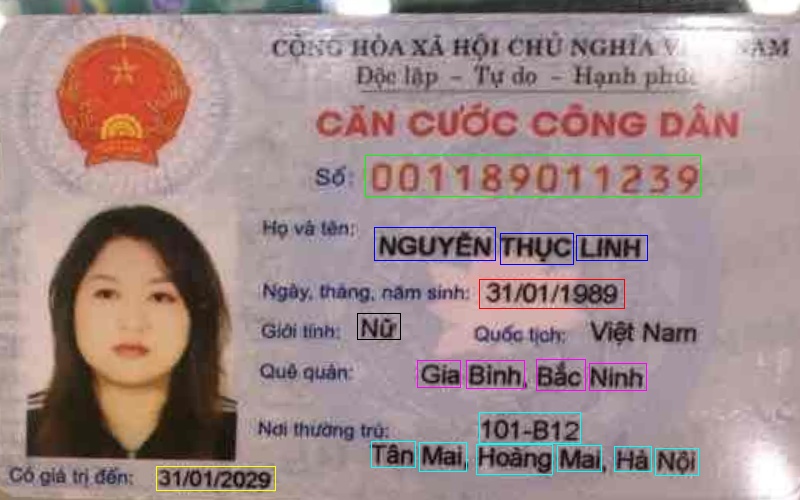 CỘNG HÒA XÃ HỘI CHỦ NGHĨA VIỆT NAM
Độc lập - Tự do - Hạnh phúc
CĂN CƯỚC CÔNG DÂN
Số: 001189011239
Họ và tên: NGUYỄN THỤC LINH
Ngày, tháng, năm sinh: 31/01/1989
Giới tính: Nữ Quốc tịch: Việt Nam
Quê quán: Gia Bình, Bắc Ninh
Nơi thường trú: 101-B12
Tân Mai, Hoàng Mai, Hà Nội
Có giá trị đến: 31/01/2029